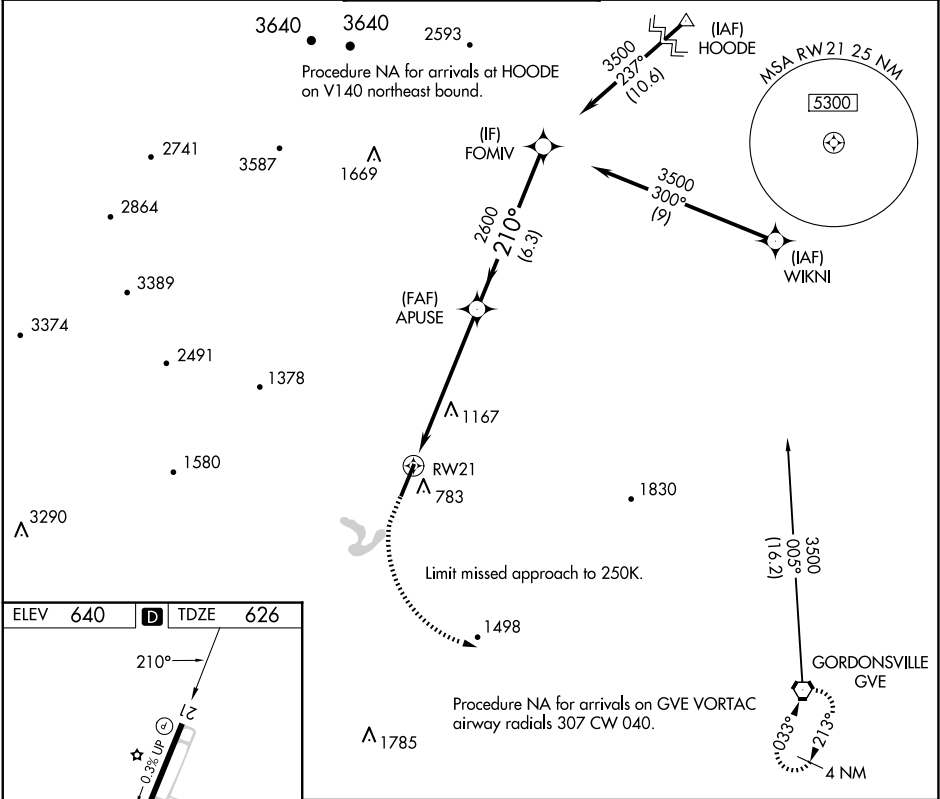 3640
3640
2593
(IAF)
HOODE
3500
237°
(10.6)
MSA RW21 25 NM
5300
Procedure NA for arrivals at HOODE
on V140 northeast bound.
(IF)
FOMIV
2741
3587
1669
3500
300°
(9)
2864
2600
210°
(6.3)
(IAF)
WIKNI
3389
(FAF)
APUSE
3374
2491
1378
1167
1580
RW21
783
1830
3290
3500
005°
(16.2)
Limit missed approach to 250K.
1498
ELEV 640 D TDZE 626
210°
GORDONSVILLE
GVE
Procedure NA for arrivals on GVE VORTAC
airway radials 307 CW 040.
21
P
0.3% UP
1785
033°
213°
4 NM